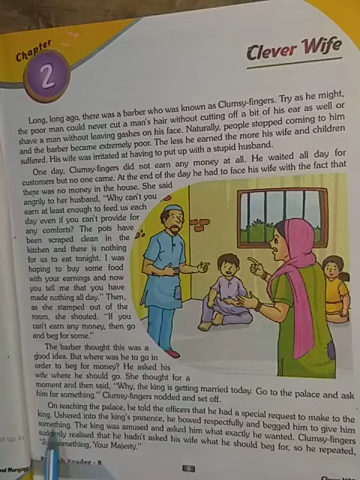 Chapter
2
Clever Wife
Long, long ago, there was a barber who was known as Clumsy-fingers. Try as he might,
the poor man could never cut a man's hair without cutting off a bit of his ear as well or
shave a man without leaving gashes on his face. Naturally, people stopped coming to him
and the barber became extremely poor. The less he earned the more his wife and children
suffered. His wife was irritated at having to put up with a stupid husband.
One day, Clumsy-fingers did not earn any money at all. He waited all day for
customers but no one came. At the end of the day he had to face his wife with the fact that
there was no money in the house. She said
angrily to her husband, "Why can't you
earn at least enough to feed us each
day even if you can't provide for
any comforts? The pots have
been scraped clean in the
kitchen and there is nothing
for us to eat tonight. I was
hoping to buy some food
with your earnings and now
you tell me that you have
made nothing all day." Then,
as she stamped out of the
room, she shouted. "If you
can't earn any money, then go
and beg for some."
The barber thought this was a
good idea. But where was he to go in
order to beg for money? He asked his
wife where he should go. She thought for a
moment and then said, "Why, the king is getting married today. Go to the palace and ask
him for something." Clumsy-fingers nodded and set off.
On reaching the palace, he told the officers that he had a special request to make to the
king. Ushered into the king's presence, he bowed respectfully and begged him to give him
something. The king was amused and asked him what exactly he wanted. Clumsy-fingers
suddenly realised that he hadn't asked his wife what he should beg for, so he repeated,
something, Your Majesty."
Reader - 8